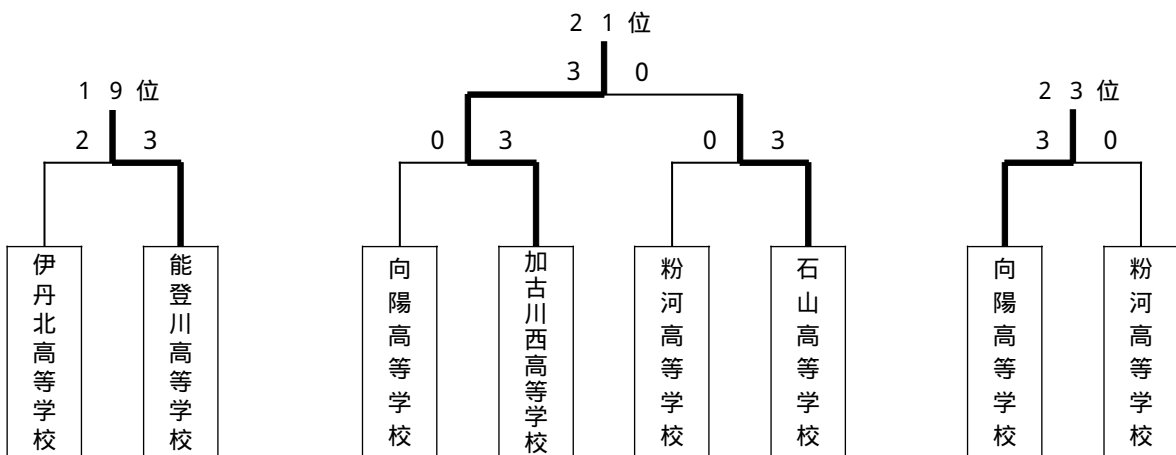 ２１位
3 0
１９位
2 3
0 3
0 3
２３位
3 0
伊丹北高等学校
能登川高等学校
向陽高等学校
加古川西高等学校
粉河高等学校
石山高等学校
向陽高等学校
粉河高等学校